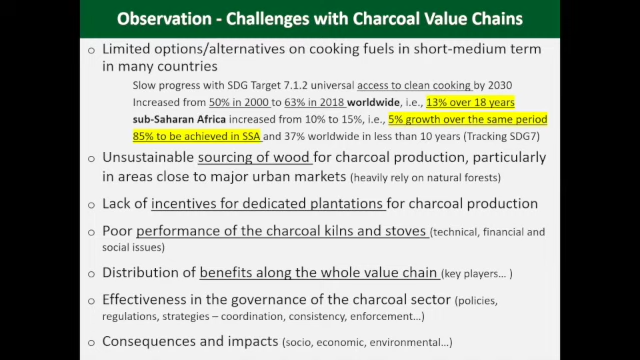 Observation - Challenges with Charcoal Value Chains
o Limited options/alternatives on cooking fuels in short-medium term
in many countries
Slow progress with SDG Target 7.1.2 universal access to clean cooking by 2030
Increased from 50% in 2000 to 63% in 2018 worldwide, i.e., 13% over 18 years
sub-Saharan Africa increased from 10% to 15%, i.e., 5% growth over the same period
85% to be achieved in SSA and 37% worldwide in less than 10 years (Tracking SDG7)
o Unsustainable sourcing of wood for charcoal production, particularly
in areas close to major urban markets (heavily rely on natural forests)
o Lack of incentives for dedicated plantations for charcoal production
o Poor performance of the charcoal kilns and stoves (technical, financial and
social issues)
o Distribution of benefits along the whole value chain (key players… )
o Effectiveness in the governance of the charcoal sector (policies,
regulations, strategies – coordination, consistency, enforcement…)
o Consequences and impacts (socio, economic, environmental…)